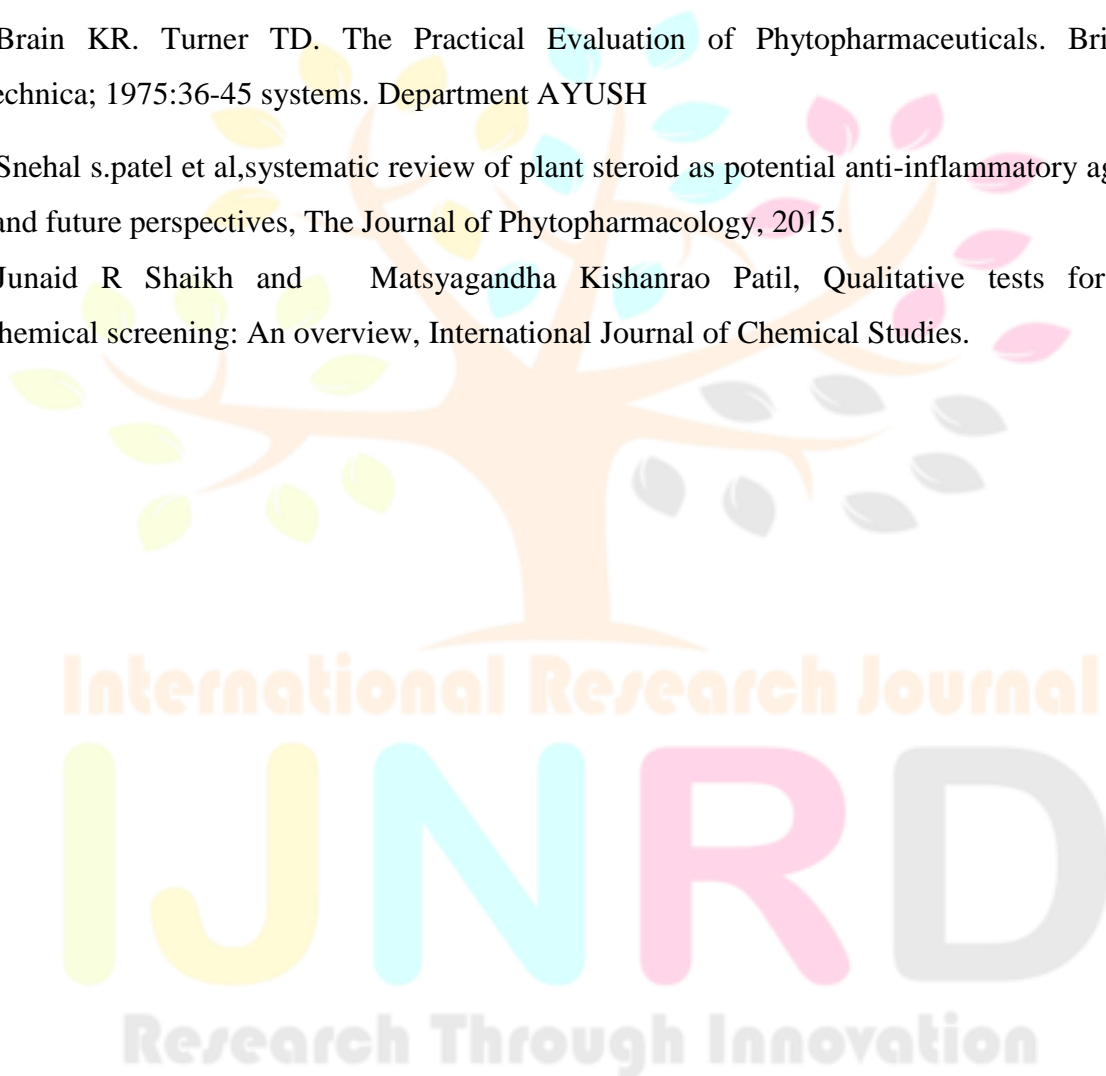 Brain KR. Turner TD. The Practical Evaluation of Phytopharmaceuticals. Bri
echnica; 1975:36-45 systems. Department AYUSH
Snehal s.patel et al,systematic review of plant steroid as potential anti-inflammatory ag
and future perspectives, The Journal of Phytopharmacology, 2015.
Junaid R Shaikh and Matsyagandha Kishanrao Patil, Qualitative tests for
hemical screening: An overview, International Journal of Chemical Studies.
International Research Journal
IJNRD
Research Through Innovation